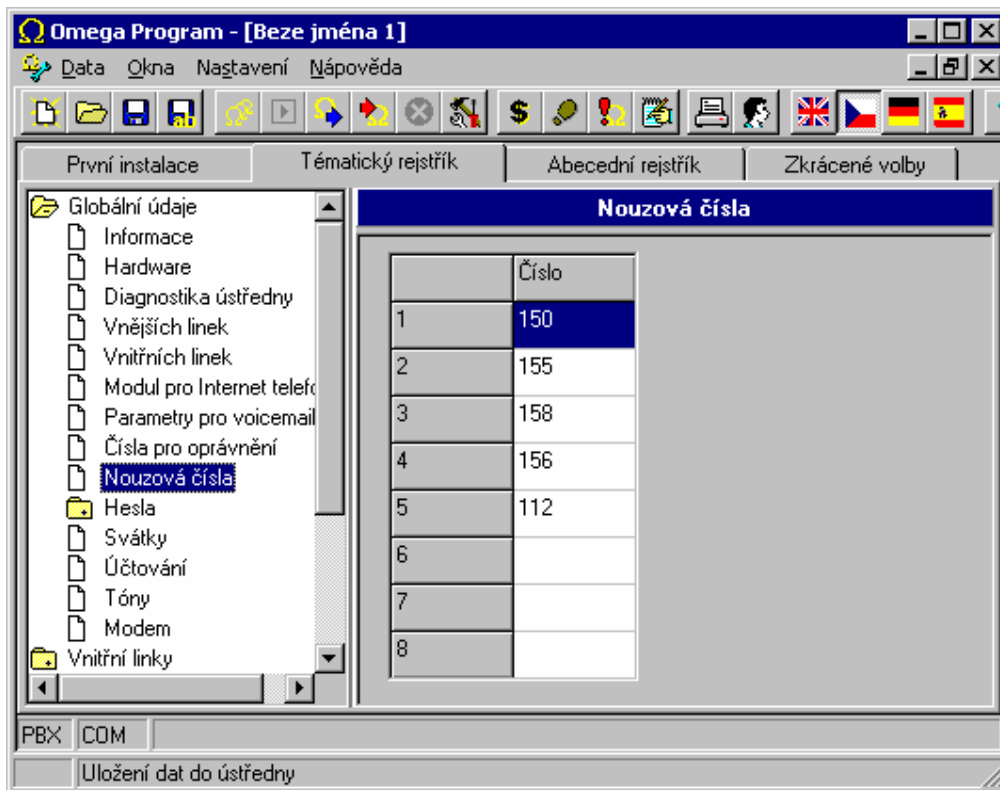 Omega Program - [Beze jména 1]
Data Okna Nastavení Nápověda
První instalace Tématický rejstřík Abecední rejstřík Zkrácené volby
Globální údaje
Informace
Hardware
Diagnostika ústředny
Vnějších linek
Vnitřních linek
Modul pro Internet telefo
Parametry pro voicemail
Čísla pro oprávnění
Nouzová čísla
Hesla
Svátky
Účtování
Tóny
Modem
Vnitřní linky
Nouzová čísla
Číslo
1 150
2 155
3 158
4 156
5 112
6
7
8
PBX COM
Uložení dat do ústředny